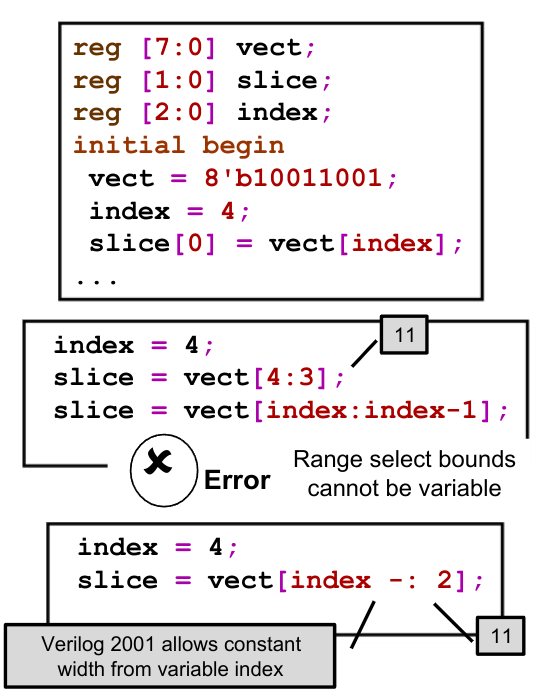 reg [7:0] vect;
reg [1:0] slice;
reg [2:0] index;
initial begin
vect = 8'b10011001;
index = 4;
slice[0] = vect[index];
...
11
index = 4;
slice = vect[4:3];
slice = vect[index:index-1];
Error
Range select bounds
cannot be variable
index = 4;
slice = vect[index -: 2];
Verilog 2001 allows constant
width from variable index
11